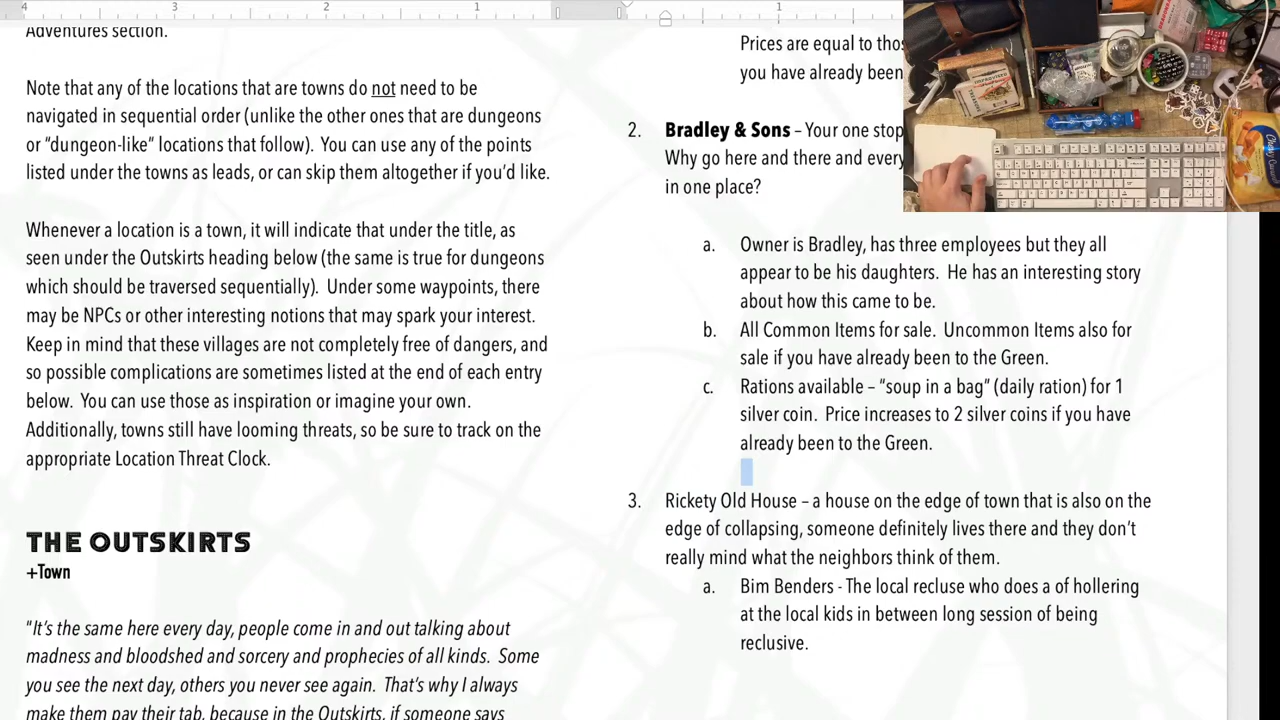 4 3 2 1 1
Adventures section.
Note that any of the locations that are towns do not need to be
navigated in sequential order (unlike the other ones that are dungeons
or “dungeon-like” locations that follow). You can use any of the points
listed under the towns as leads, or can skip them altogether if you’d like.
Whenever a location is a town, it will indicate that under the title, as
seen under the Outskirts heading below (the same is true for dungeons
which should be traversed sequentially). Under some waypoints, there
may be NPCs or other interesting notions that may spark your interest.
Keep in mind that these villages are not completely free of dangers, and
so possible complications are sometimes listed at the end of each entry
below. You can use those as inspiration or imagine your own.
Additionally, towns still have looming threats, so be sure to track on the
appropriate Location Threat Clock.
THE OUTSKIRTS
+Town
“It’s the same here every day, people come in and out talking about
madness and bloodshed and sorcery and prophecies of all kinds. Some
you see the next day, others you never see again. That’s why I always
make them pay their tab, because in the Outskirts, if someone says
Prices are equal to
you have already been
2. Bradley & Sons – Your one stop
Why go here and there and
in one place?
a. Owner is Bradley, has three employees but they all
appear to be his daughters. He has an interesting story
about how this came to be.
b. All Common Items for sale. Uncommon Items also for
sale if you have already been to the Green.
c. Rations available – “soup in a bag” (daily ration) for 1
silver coin. Price increases to 2 silver coins if you have
already been to the Green.
3. Rickety Old House – a house on the edge of town that is also on the
edge of collapsing, someone definitely lives there and they don’t
really mind what the neighbors think of them.
a. Bim Benders - The local recluse who does a of hollering
at the local kids in between long session of being
reclusive.